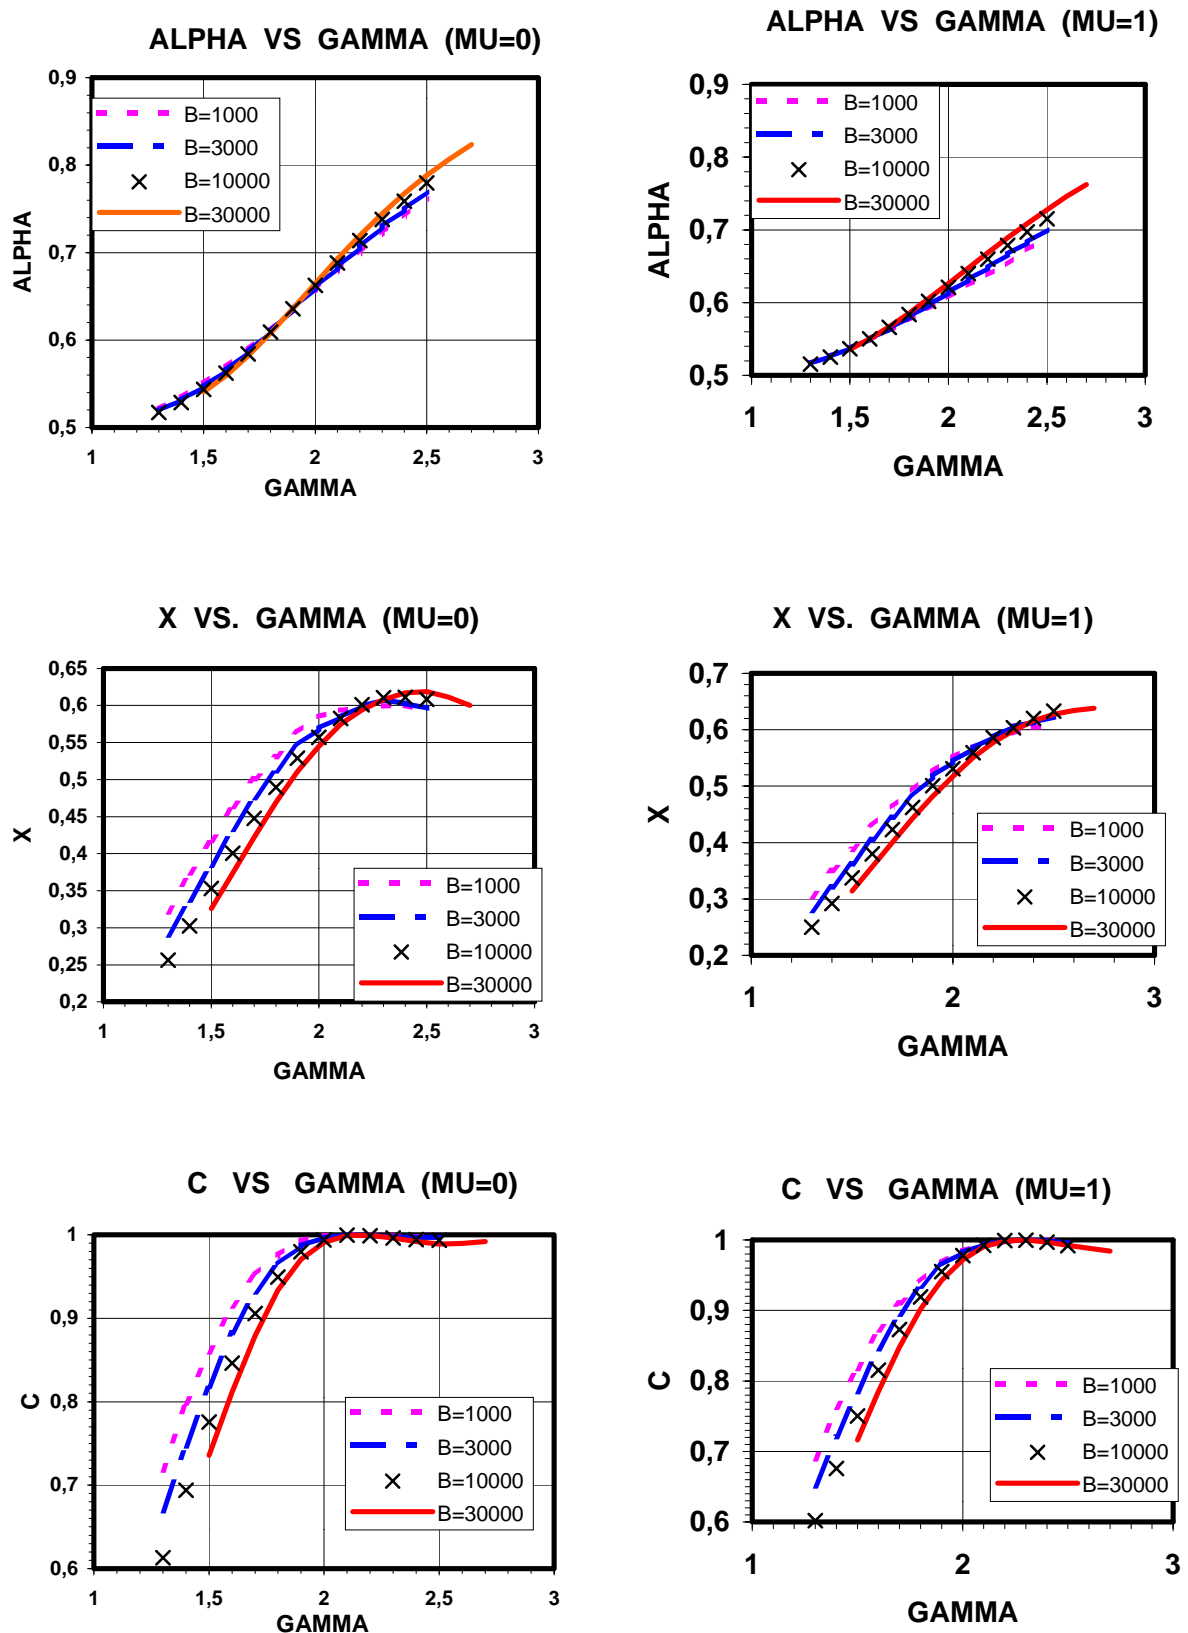 ALPHA VS GAMMA (MU=0)
0,9
0,8
0,7
0,6
0,5
ALPHA
B=1000
B=3000
B=10000
B=30000
1
1,5
2
2,5
3
GAMMA
ALPHA VS GAMMA (MU=1)
0,9
0,8
0,7
0,6
0,5
ALPHA
B=1000
B=3000
B=10000
B=30000
1
1,5
2
2,5
3
GAMMA
X VS. GAMMA (MU=0)
0,65
0,6
0,55
0,5
0,45
0,4
0,35
0,3
0,25
0,2
X
B=1000
B=3000
B=10000
B=30000
1
1,5
2
2,5
3
GAMMA
X VS. GAMMA (MU=1)
0,7
0,6
0,5
0,4
0,3
0,2
X
B=1000
B=3000
B=10000
B=30000
1
2
3
GAMMA
C VS GAMMA (MU=0)
1
0,9
0,8
0,7
0,6
C
B=1000
B=3000
B=10000
B=30000
1
1,5
2
2,5
3
GAMMA
C VS GAMMA (MU=1)
1
0,9
0,8
0,7
0,6
C
B=1000
B=3000
B=10000
B=30000
1
2
3
GAMMA